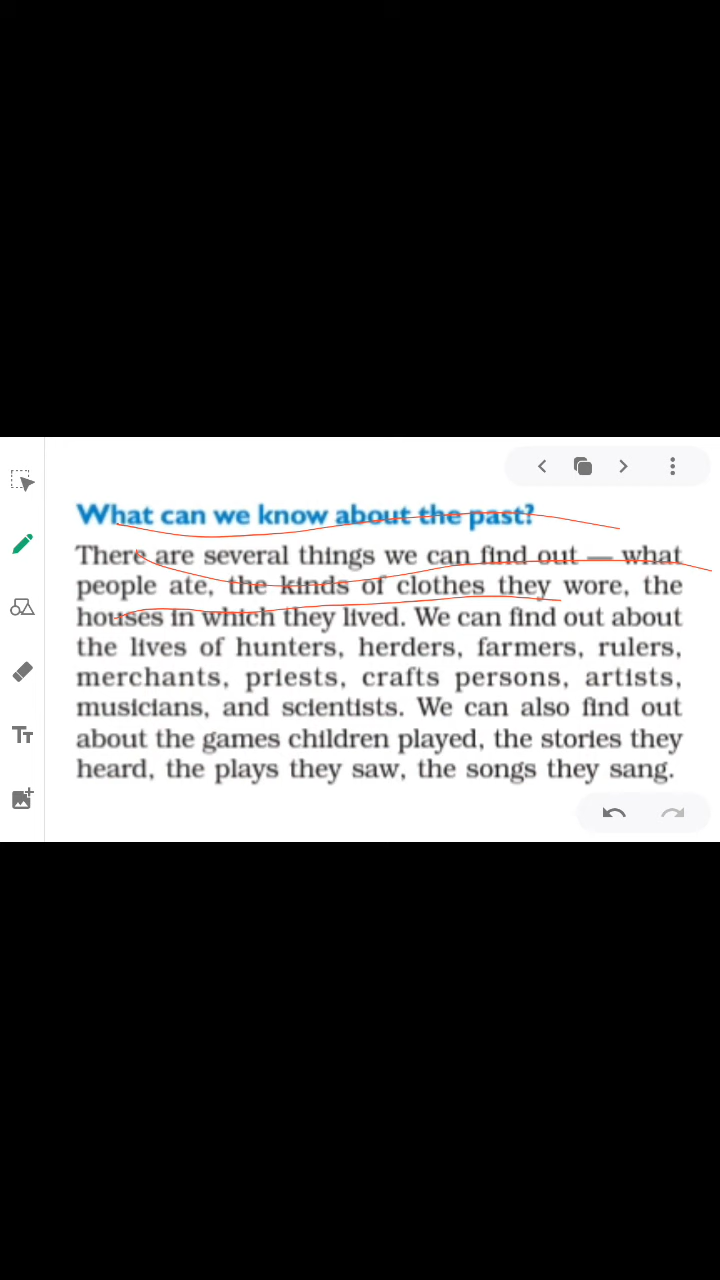 What can we know about the past?
There are several things we can find out — what
people ate, the kinds of clothes they wore, the
houses in which they lived. We can find out about
the lives of hunters, herders, farmers, rulers,
merchants, priests, crafts persons, artists,
musicians, and scientists. We can also find out
about the games children played, the stories they
heard, the plays they saw, the songs they sang.
Tт